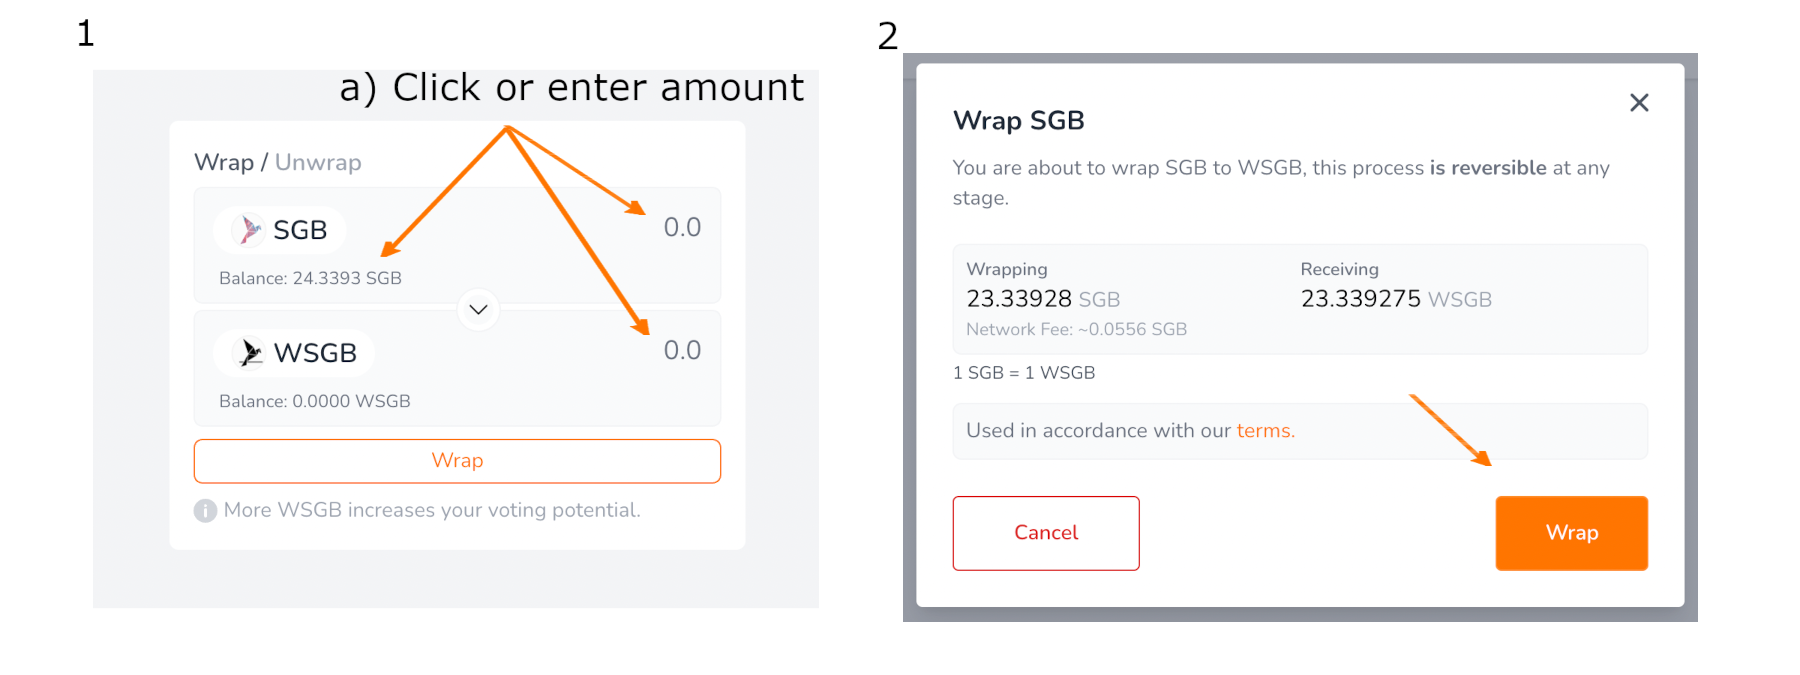 1
a) Click or enter amount
Wrap / Unwrap
SGB
0.0
Balance: 24.3393 SGB
WSGB
0.0
Balance: 0.0000 WSGB
Wrap
More WSGB increases your voting potential.
2
Wrap SGB
You are about to wrap SGB to WSGB, this process is reversible at any
stage.
Wrapping
Receiving
23.33928 SGB
23.339275 WSGB
Network Fee: ~0.0556 SGB
1 SGB = 1 WSGB
Used in accordance with our terms.
Cancel
Wrap